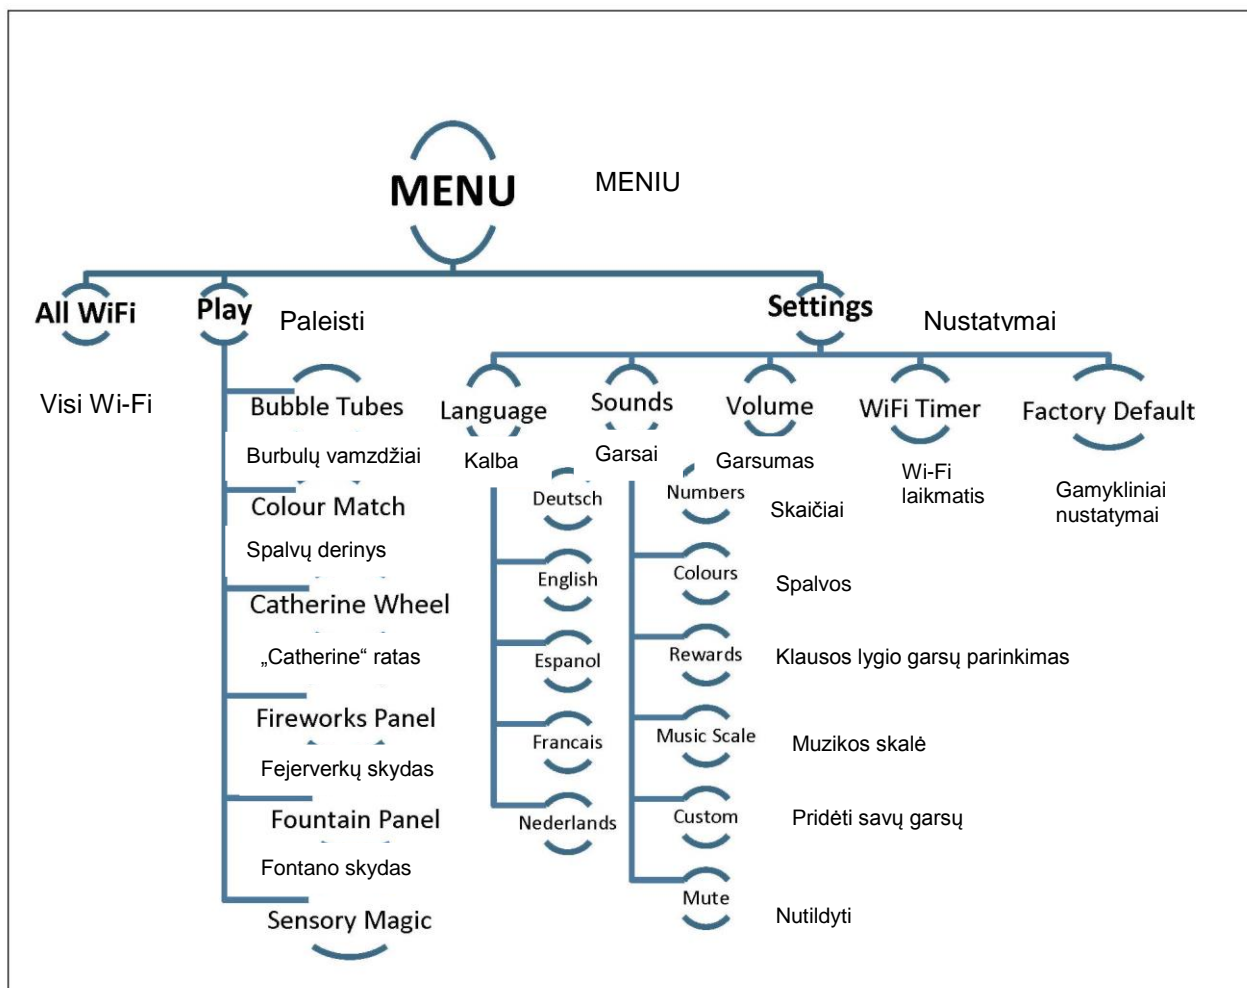 MENU
MENIU
All WiFi
Play
Paleisti
Settings
Nustatymai
Visi Wi-Fi
Bubble Tubes
Burbulų vamzdžiai
Colour Match
Spalvų derinys
Catherine Wheel
„Catherine“ ratas
Fireworks Panel
Fejerverkų skydas
Fountain Panel
Fontano skydas
Sensory Magic
Language
Kalba
Deutsch
English
Espanol
Francais
Nederlands
Sounds
Garsai
Numbers
Skaičiai
Colours
Spalvos
Rewards
Klausos lygio garsų parinkimas
Music Scale
Muzikos skalė
Custom
Pridėti savų garsų
Mute
Nutildyti
Volume
Garsumas
WiFi Timer
Wi-Fi
laikmatis
Factory Default
Gamykliniai
nustatymai